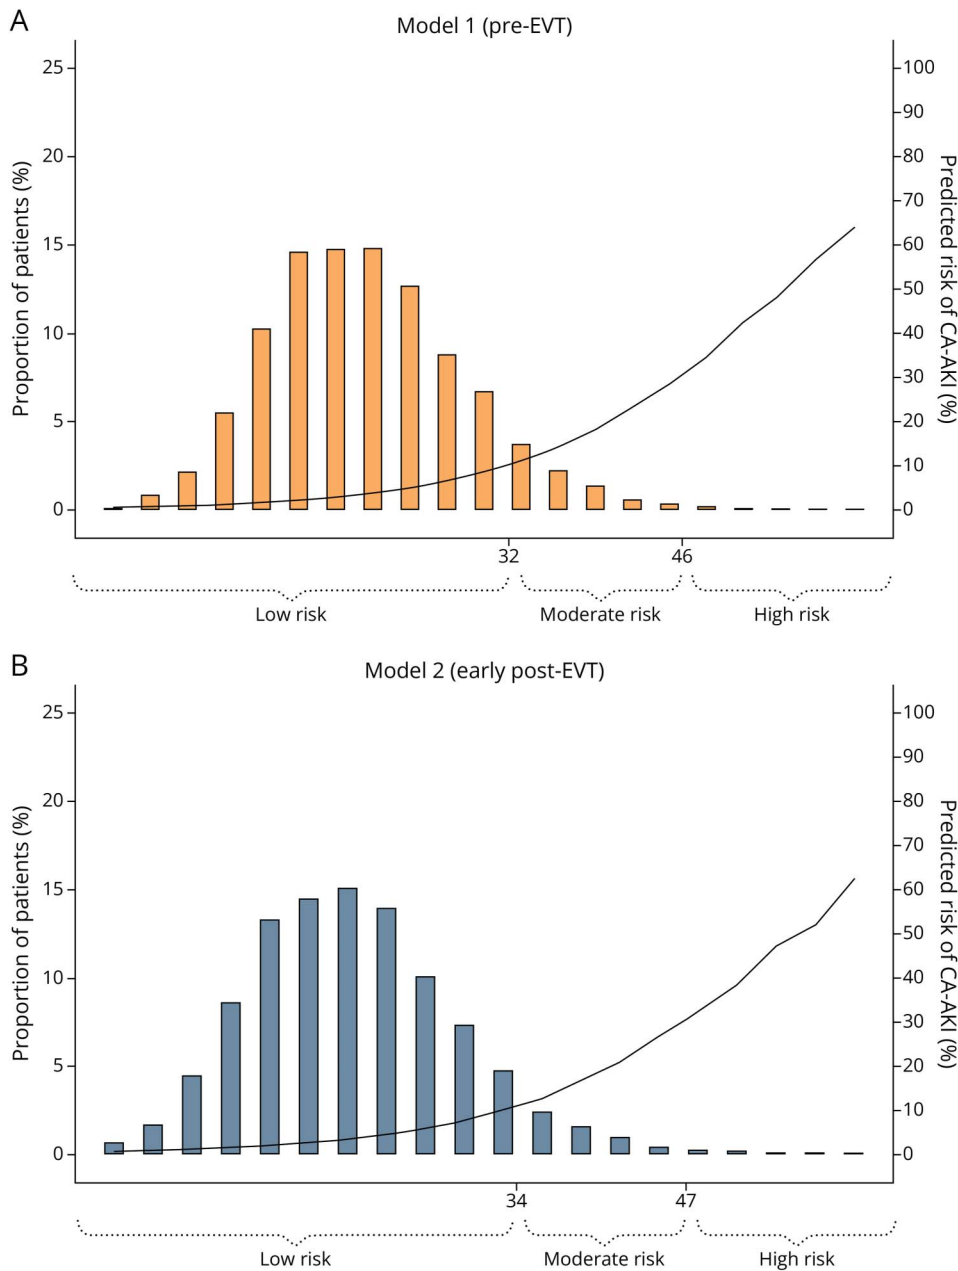 A
Model 1 (pre-EVT)
Proportion of patients (%)
25
20
15
10
5
0
100
90
80
70
60
50
40
30
20
10
0
Predicted risk of CA-AKI (%)
32
46
Low risk
Moderate risk
High risk
B
Model 2 (early post-EVT)
Proportion of patients (%)
25
20
15
10
5
0
100
90
80
70
60
50
40
30
20
10
0
Predicted risk of CA-AKI (%)
34
47
Low risk
Moderate risk
High risk